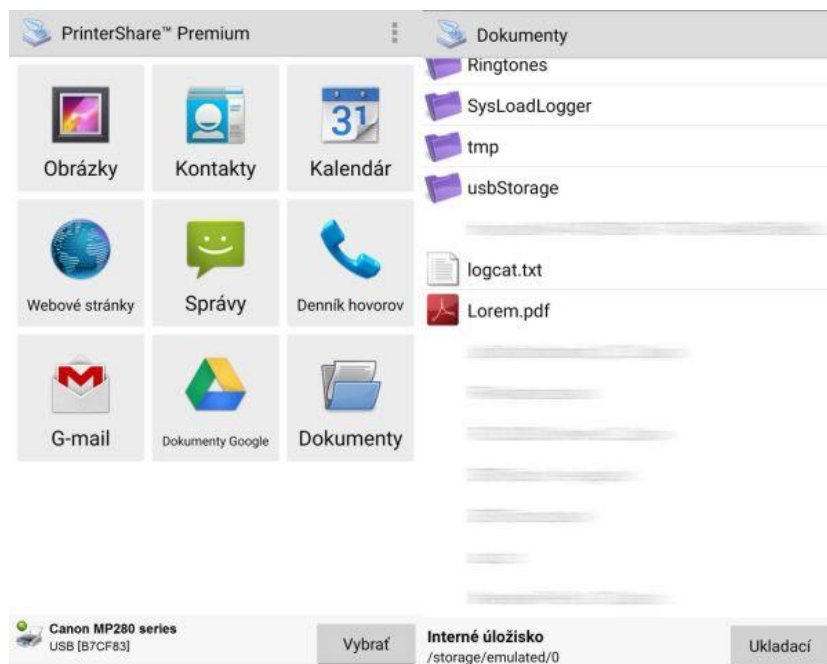 PrinterShare™ Premium
Obrázky
Kontakty
31
Kalendár
Webové stránky
Správy
Denník hovorov
G-mail
Dokumenty Google
Dokumenty
Canon MP280 series
USB [B7CF83]
Vybrať
Dokumenty
Ringtones
SysLoadLogger
tmp
usbStorage
logcat.txt
Lorem.pdf
Interné úložisko
/storage/emulated/0
Ukladací